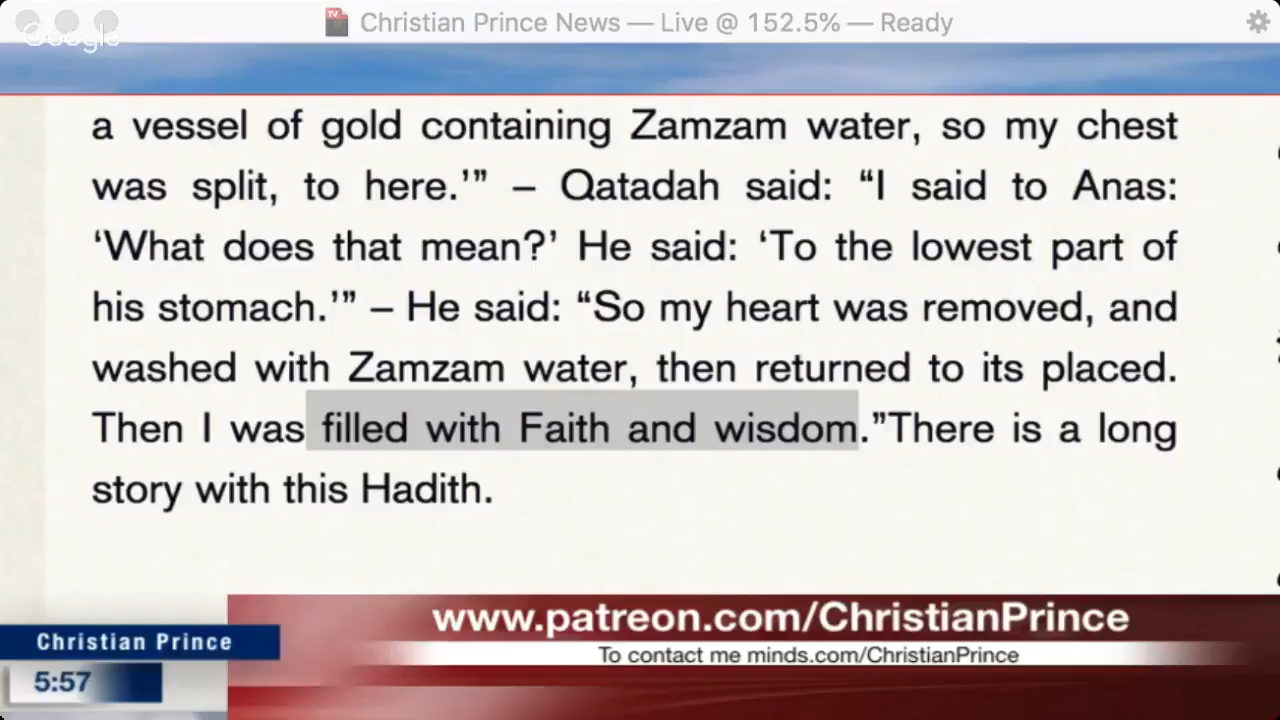 Christian Prince News — Live @ 152.5% — Ready
Google
a vessel of gold containing Zamzam water, so my chest
was split, to here.’” – Qatadah said: “I said to Anas:
‘What does that mean?’ He said: ‘To the lowest part of
his stomach.’” – He said: “So my heart was removed, and
washed with Zamzam water, then returned to its placed.
Then I was filled with Faith and wisdom.”There is a long
story with this Hadith.
www.patreon.com/ChristianPrince
Christian Prince
To contact me minds.com/ChristianPrince
5:57